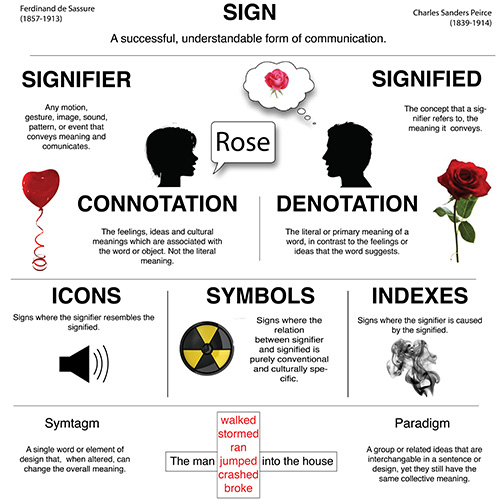 Ferdinand de Sassure
(1857-1913)
SIGN
Charles Sanders Peirce
(1839-1914)
A successful, understandable form of communication.
SIGNIFIER
Any motion,
gesture, image, sound,
pattern, or event that
conveys meaning and
comunicates.
Rose
SIGNIFIED
The concept that a sig-
nifier refers to, the
meaning it conveys.
CONNOTATION
The feelings, ideas and cultural
meanings which are associated with
the word or object. Not the literal
meaning.
DENOTATION
The literal or primary meaning of a
word, in contrast to the feelings or
ideas that the word suggests.
ICONS
Signs where the signifier resembles the
signified.
SYMBOLS
Signs where the
relation
between signifier
and signified is
purely conventional
and culturally spe-
cific.
INDEXES
Signs where the signifier is caused
by the signified.
Symtagm
A single word or element of
design that, when altered, can
change the overall meaning.
walked
stormed
ran
The man jumped into the house
crashed
broke
Paradigm
A group or related ideas that are
interchangable in a sentence or
design, yet they still have the
same collective meaning.